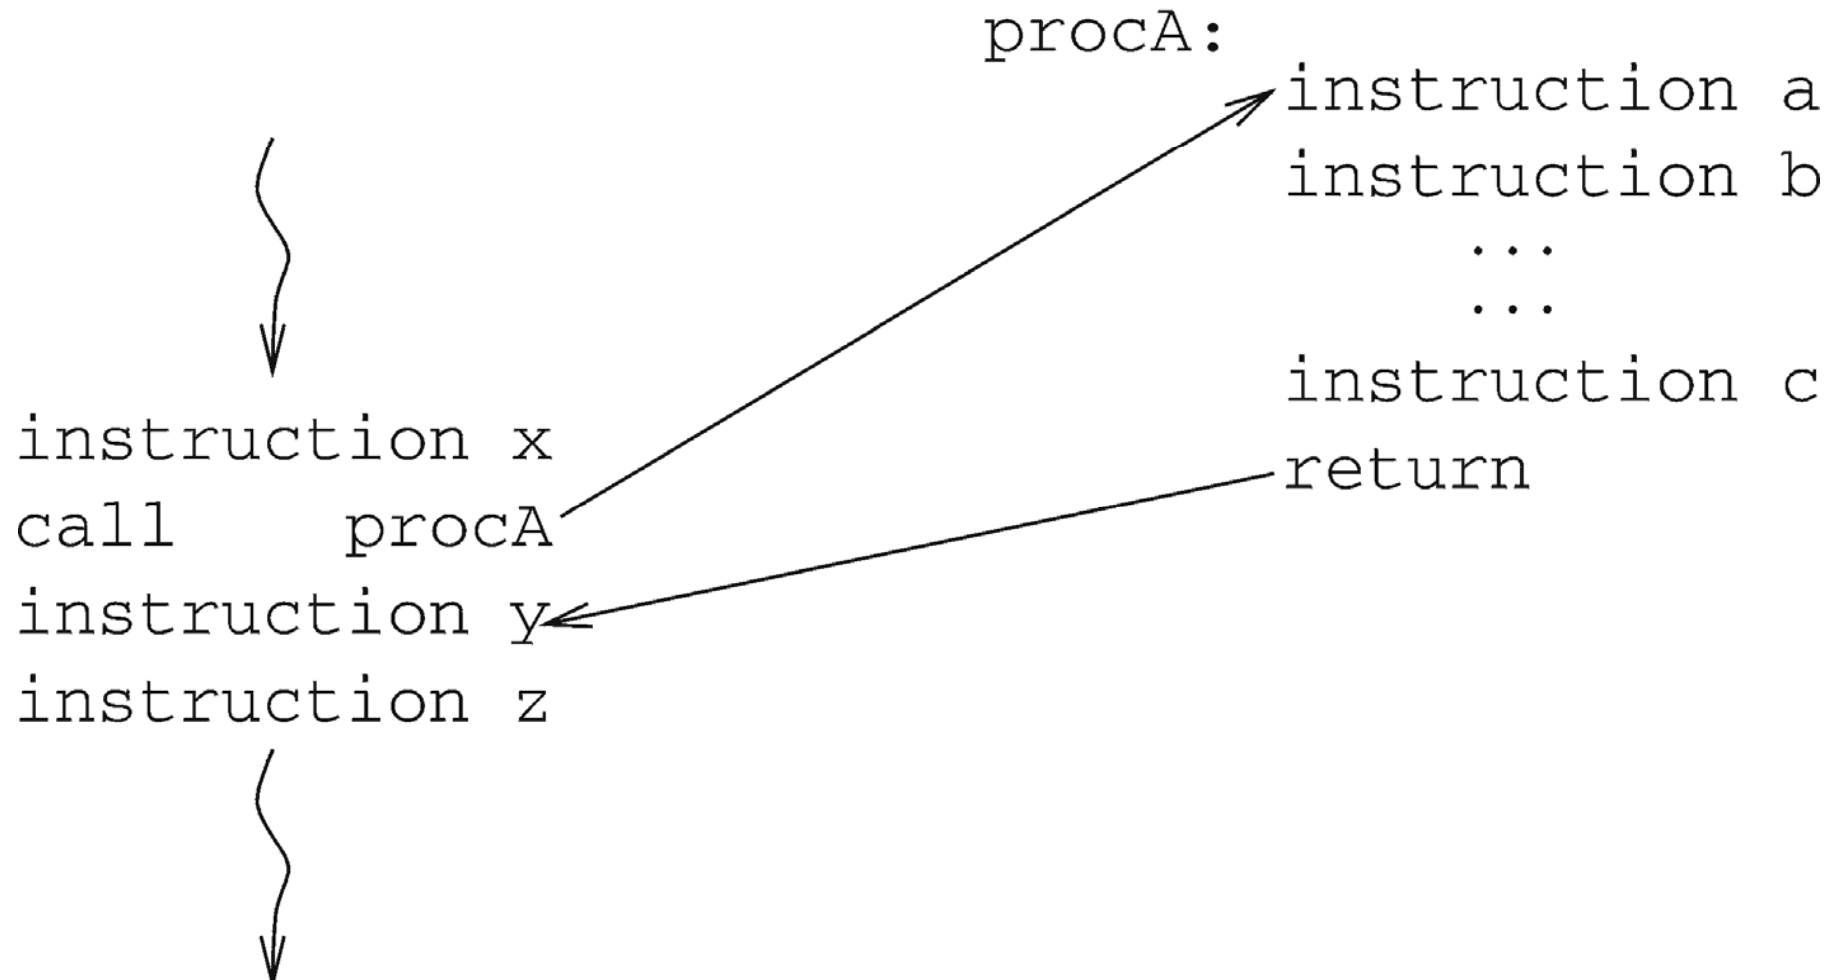 procA:
instruction a
instruction b
...
...
instruction c
return
instruction x
call procA
instruction y
instruction z